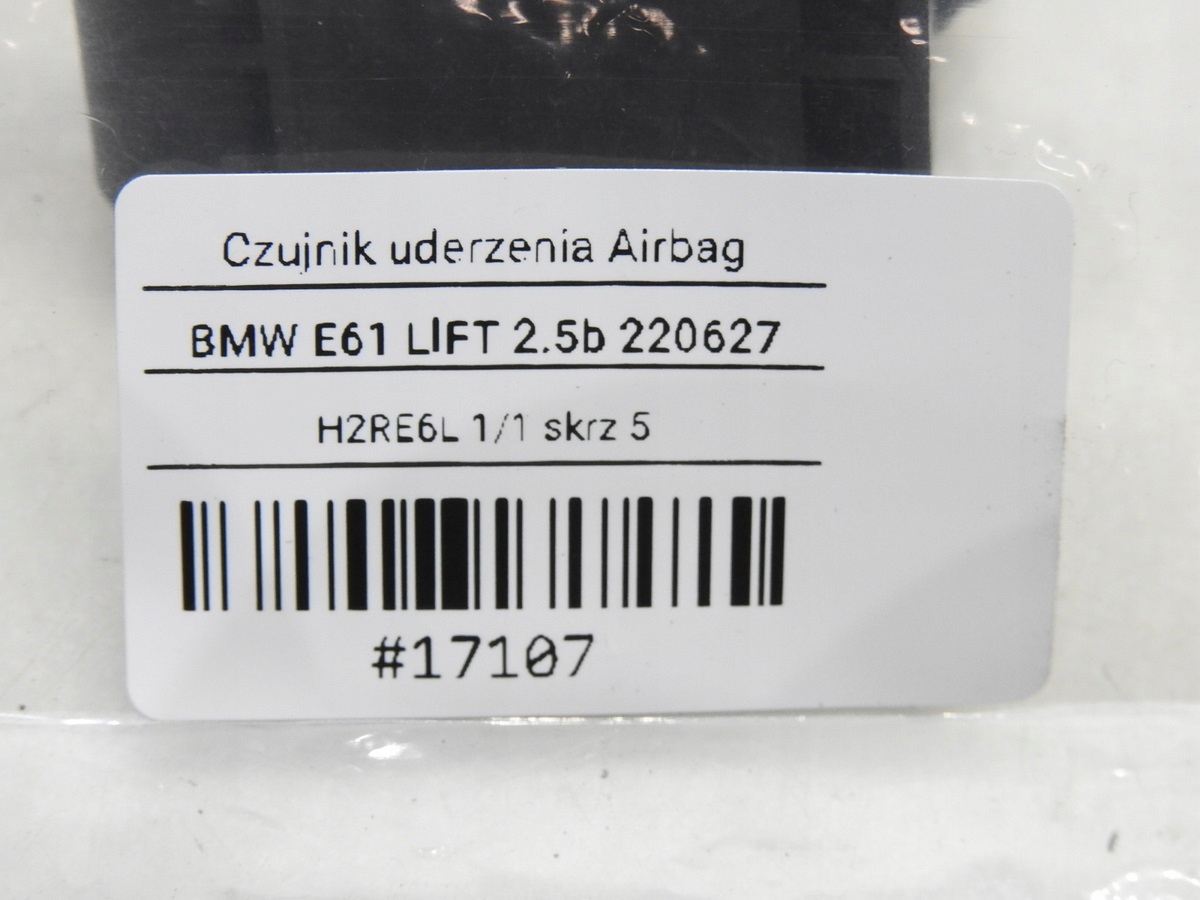 Czujnik uderzenia Airbag
BMW E61 LIFT 2.5b 220627
H2RE6L 1/1 skrz 5
#17107